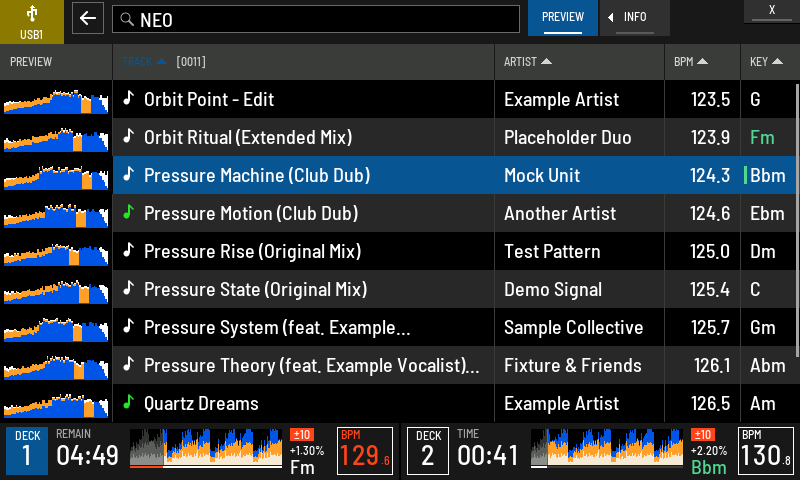 USB1
NEO
PREVIEW
INFO
X
PREVIEW TRACK [0011] ARTIST BPM KEY
Orbit Point - Edit Example Artist 123.5 G
Orbit Ritual (Extended Mix) Placeholder Duo 123.9 Fm
Pressure Machine (Club Dub) Mock Unit 124.3 Bbm
Pressure Motion (Club Dub) Another Artist 124.6 Ebm
Pressure Rise (Original Mix) Test Pattern 125.0 Dm
Pressure State (Original Mix) Demo Signal 125.4 C
Pressure System (feat. Example... Sample Collective 125.7 Gm
Pressure Theory (feat. Example Vocalist)... Fixture & Friends 126.1 Abm
Quartz Dreams Example Artist 126.5 Am
DECK 1 REMAIN 04:49 ±10 +1.30% Fm BPM 129.6
DECK 2 TIME 00:41 ±10 +2.20% Bbm BPM 130.8